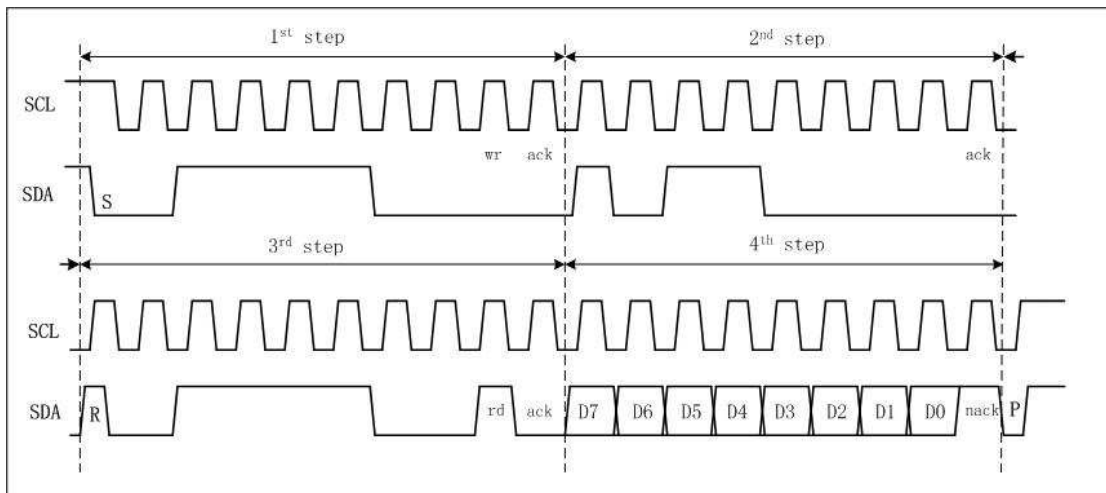 1st step 2nd step
SCL
wr ack ack
SDA S
3rd step 4th step
SCL
SDA R rd ack D7 D6 D5 D4 D3 D2 D1 D0 nack P